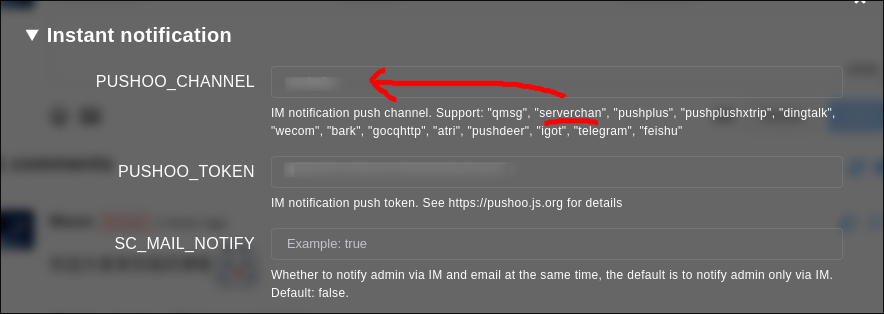 ▼ Instant notification
PUSHOO_CHANNEL
IM notification push channel. Support: "qmsg", "serverchan", "pushplus", "pushplushxtrip", "dingtalk",
"wecom", "bark", "gocqhttp", "atri", "pushdeer", "igot", "telegram", "feishu"
PUSHOO_TOKEN
IM notification push token. See https://pushoo.js.org for details
SC_MAIL_NOTIFY
Example: true
Whether to notify admin via IM and email at the same time, the default is to notify admin only via IM.
Default: false.